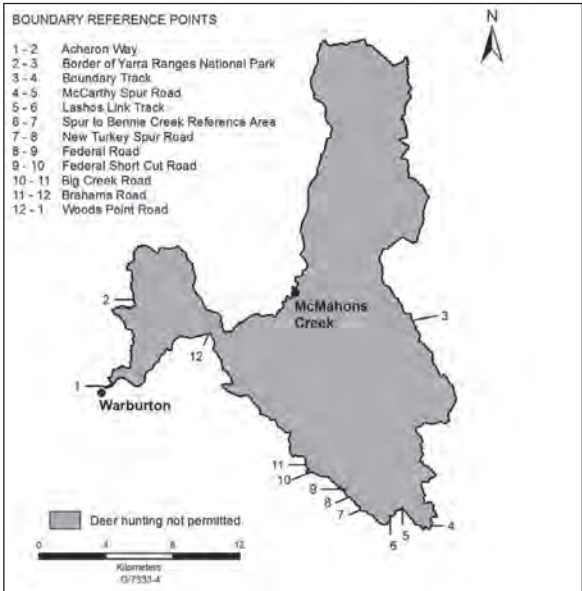 BOUNDARY REFERENCE POINTS
N
1 - 2 Acheron Way
2 - 3 Border of Yarra Ranges National Park
3 - 4 Boundary Track
4 - 5 McCarthy Spur Road
5 - 6 Lashos Link Track
6 - 7 Spur to Bennie Creek Reference Area
7 - 8 New Turkey Spur Road
8 - 9 Federal Road
9 - 10 Federal Short Cut Road
10 - 11 Big Creek Road
11 - 12 Brahams Road
12 - 1 Woods Point Road
2
McMahons
Creek
3
12
1
Warburton
11
10
9
8
7
6
5
4
Deer hunting not permitted
0 4 8 12
Kilometers
G/7333-4